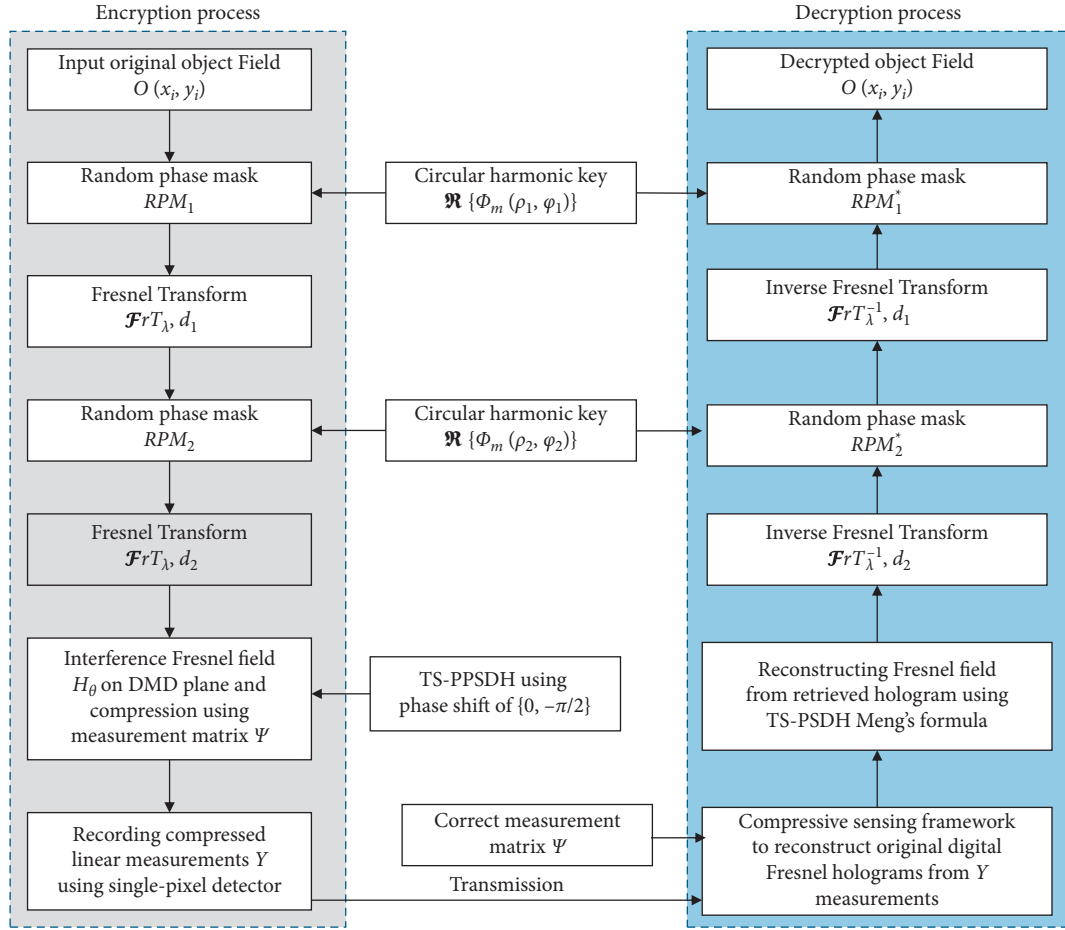 Encryption process
Input original object Field
O (xᵢ, yᵢ)
Random phase mask
RPM₁
Fresnel Transform
𝓕rT_λ, d₁
Random phase mask
RPM₂
Fresnel Transform
𝓕rT_λ, d₂
Interference Fresnel field
H_θ on DMD plane and
compression using
measurement matrix Ψ
Recording compressed
linear measurements Y
using single-pixel detector
Circular harmonic key
ℜ {Φₘ (ρ₁, φ₁)}
Circular harmonic key
ℜ {Φₘ (ρ₂, φ₂)}
TS-PPSDH using
phase shift of {0, –π/2}
Correct measurement
matrix Ψ
Transmission
Decryption process
Decrypted object Field
O (xᵢ, yᵢ)
Random phase mask
RPM₁*
Inverse Fresnel Transform
𝓕rT_λ⁻¹, d₁
Random phase mask
RPM₂*
Inverse Fresnel Transform
𝓕rT_λ⁻¹, d₂
Reconstructing Fresnel field
from retrieved hologram using
TS-PSDH Meng's formula
Compressive sensing framework
to reconstruct original digital
Fresnel holograms from Y
measurements